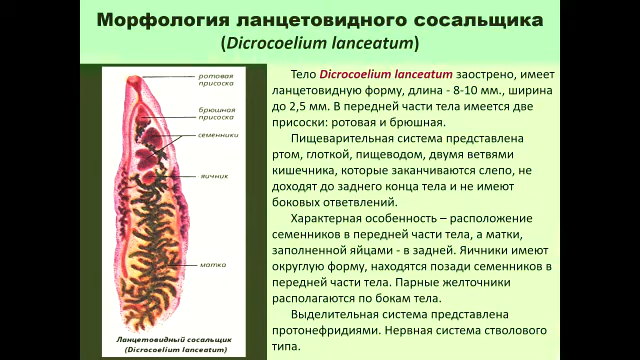 Морфология ланцетовидного сосальщика
(Dicrocoelium lanceatum)
ротовая
присоска
брюшная
присоска
семенники
яичник
матка
Ланцетовидный сосальщик
(Dicrocoelium lanceatum)
Тело Dicrocoelium lanceatum заострено, имеет
ланцетовидную форму, длина - 8-10 мм., ширина
до 2,5 мм. В передней части тела имеется две
присоски: ротовая и брюшная.
Пищеварительная система представлена
ртом, глоткой, пищеводом, двумя ветвями
кишечника, которые заканчиваются слепо, не
доходят до заднего конца тела и не имеют
боковых ответвлений.
Характерная особенность – расположение
семенников в передней части тела, а матки,
заполненной яйцами - в задней. Яичники имеют
округлую форму, находятся позади семенников в
передней части тела. Парные желточники
располагаются по бокам тела.
Выделительная система представлена
протонефридиями. Нервная система стволового
типа.